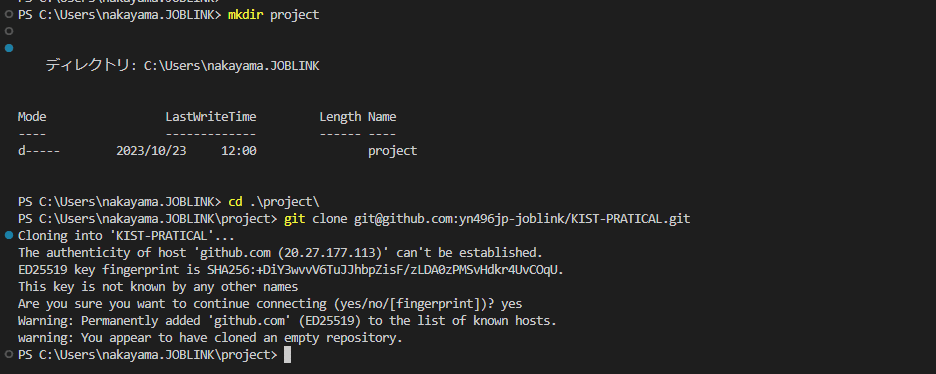 PS C:\Users\nakayama.JOBLINK> mkdir project
ディレクトリ: C:\Users\nakayama.JOBLINK
Mode LastWriteTime Length Name
---- ------------- ------ ----
d----- 2023/10/23 12:00 project
PS C:\Users\nakayama.JOBLINK> cd .\project\
PS C:\Users\nakayama.JOBLINK\project> git clone git@github.com:yn496jp-joblink/KIST-PRATICAL.git
Cloning into 'KIST-PRATICAL'...
The authenticity of host 'github.com (20.27.177.113)' can't be established.
ED25519 key fingerprint is SHA256:+DiY3wvvV6TuJJhbpZisF/zLDA0zPMSvHdkr4UvCOqU.
This key is not known by any other names
Are you sure you want to continue connecting (yes/no/[fingerprint])? yes
Warning: Permanently added 'github.com' (ED25519) to the list of known hosts.
warning: You appear to have cloned an empty repository.
PS C:\Users\nakayama.JOBLINK\project>